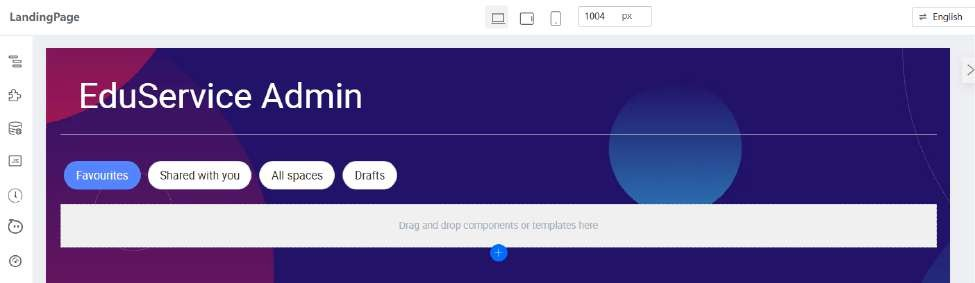 LandingPage
1004 px
English
EduService Admin
Favourites
Shared with you
All spaces
Drafts
Drag and drop components or templates here
JS